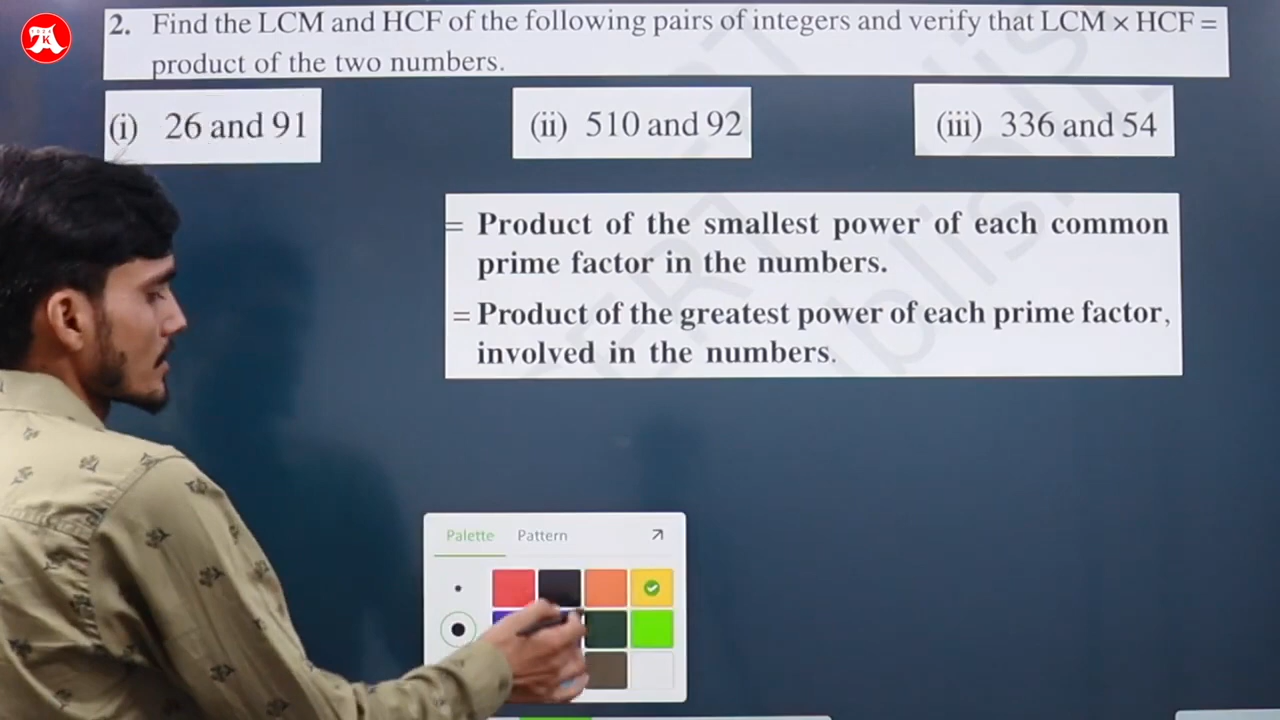 2. Find the LCM and HCF of the following pairs of integers and verify that LCM × HCF =
product of the two numbers.
(i) 26 and 91
(ii) 510 and 92
(iii) 336 and 54
= Product of the smallest power of each common
prime factor in the numbers.
= Product of the greatest power of each prime factor,
involved in the numbers.
Palette Pattern